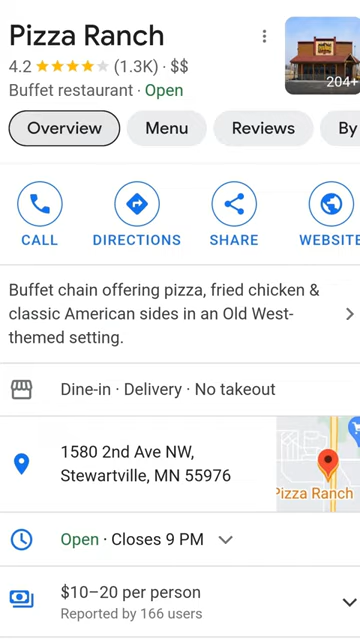 Pizza Ranch
4.2 ★★★★★ (1.3K) · $$
204+
Buffet restaurant · Open
Overview Menu Reviews By
CALL DIRECTIONS SHARE WEBSITE
Buffet chain offering pizza, fried chicken &
classic American sides in an Old West-
themed setting.
Dine-in · Delivery · No takeout
1580 2nd Ave NW,
Stewartville, MN 55976
Pizza Ranch
Open · Closes 9 PM
$10–20 per person
Reported by 166 users